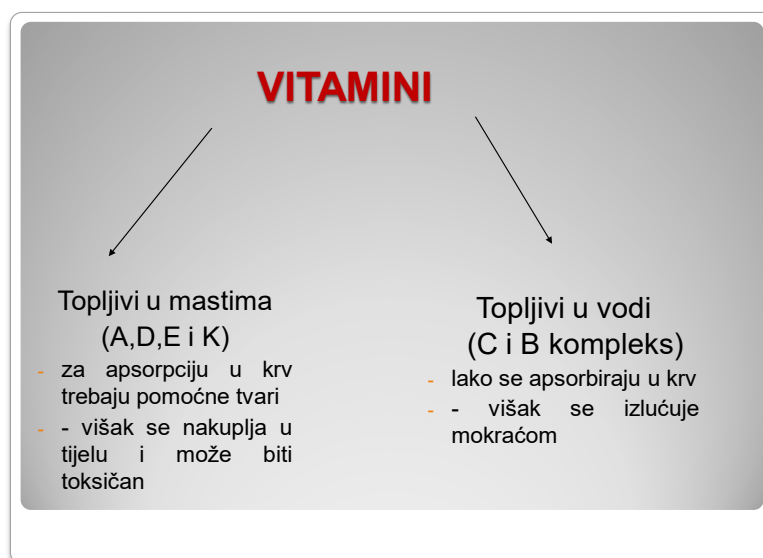 VITAMINI
Topljivi u mastima
(A,D,E i K)
- za apsorpciju u krv
trebaju pomoćne tvari
- - višak se nakuplja u
tijelu i može biti
toksičan
Topljivi u vodi
(C i B kompleks)
- lako se apsorbiraju u krv
- - višak se izlućuje
mokraćom